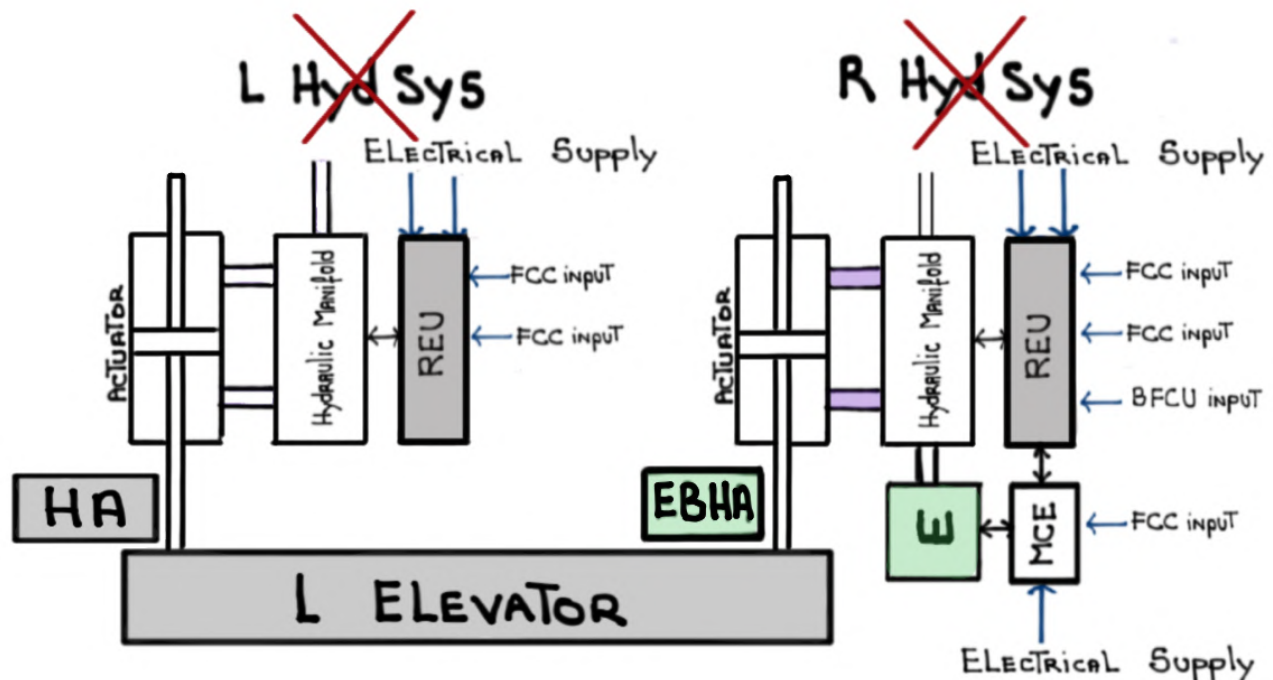 L Hyd Sys
ELECTRICAL Supply
ACTUATOR
Hydraulic Manifold
REU
FCC INPUT
FCC INPUT
HA
R Hyd Sys
ELECTRICAL Supply
ACTUATOR
Hydraulic Manifold
REU
FCC INPUT
FCC INPUT
BFCU INPUT
EBHA
E
MCE
FCC INPUT
L ELEVATOR
ELECTRICAL Supply